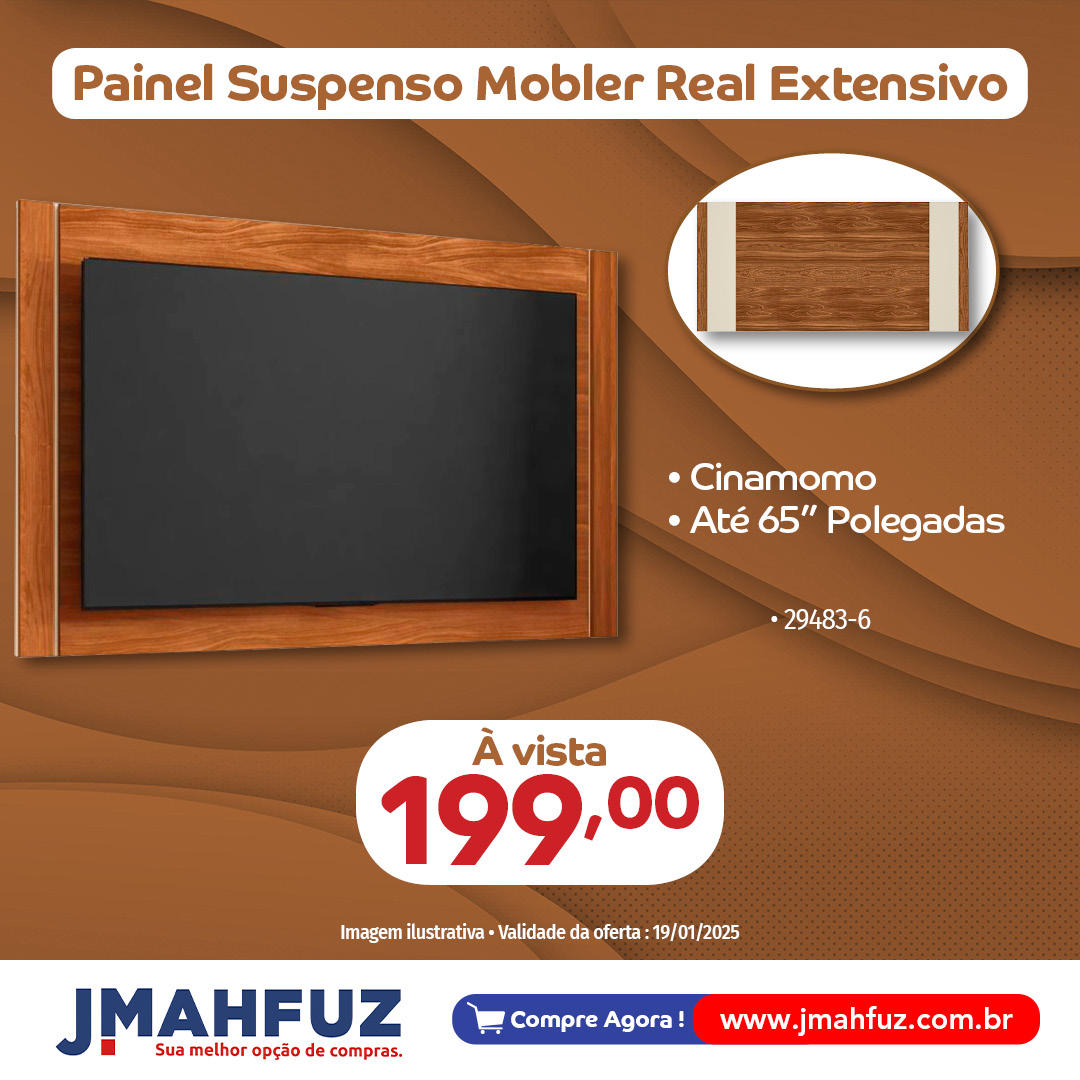 Painel Suspenso Mobler Real Extensivo
• Cinamomo
• Até 65” Polegadas
• 29483-6
À vista
199,00
Imagem ilustrativa • Validade da oferta : 19/01/2025
JMAHFUZ
Sua melhor opção de compras.
Compre Agora !
www.jmahfuz.com.br